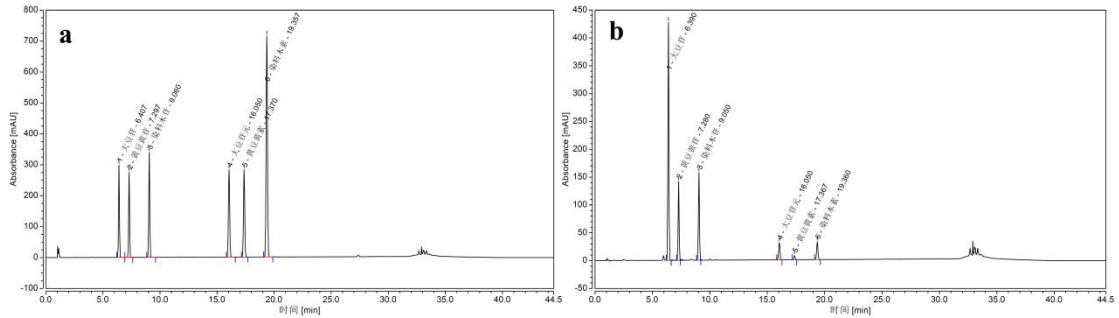 a
800
700
600
500
400
300
200
100
0
-100
Absorbance [mAU]
1 - 大豆苷 - 6.407
2 - 黄豆黄苷 - 7.297
3 - 染料木苷 - 9.060
4 - 大豆苷元 - 16.050
5 - 黄豆黄素 - 17.370
6 - 染料木素 - 19.357
0.0 5.0 10.0 15.0 20.0 25.0 30.0 35.0 40.0 44.5
时间 [min]
b
450
400
350
300
250
200
150
100
50
0
-50
Absorbance [mAU]
1 - 大豆苷 - 6.390
2 - 黄豆黄苷 - 7.280
3 - 染料木苷 - 9.050
4 - 大豆苷元 - 16.050
5 - 黄豆黄素 - 17.367
6 - 染料木素 - 19.360
0.0 5.0 10.0 15.0 20.0 25.0 30.0 35.0 40.0 44.5
时间 [min]